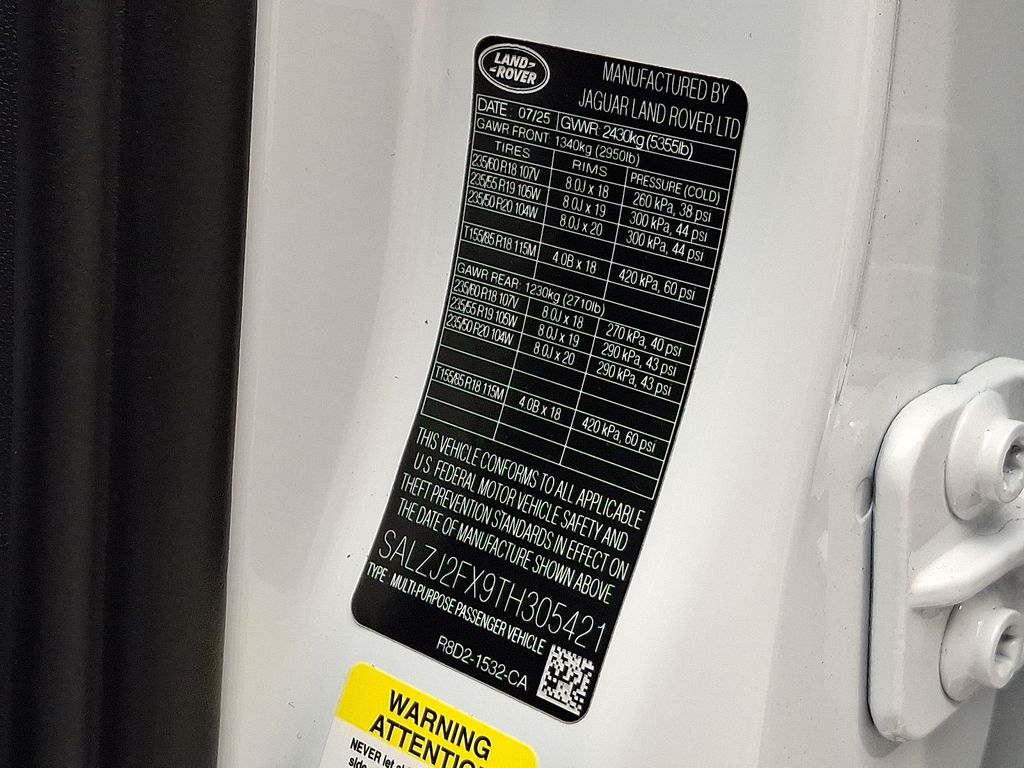 LAND-
-ROVER
MANUFACTURED BY
JAGUAR LAND ROVER LTD
DATE : 07/25 GVWR: 2430kg (5355lb)
GAWR FRONT: 1340kg (2950lb)
TIRES RIMS PRESSURE (COLD)
235/60 R18 107V 8.0J x 18 260 kPa, 38 psi
235/55 R19 105W 8.0J x 19 300 kPa, 44 psi
235/50 R20 104W 8.0J x 20 300 kPa, 44 psi
T155/85 R18 115M 4.0B x 18 420 kPa, 60 psi
GAWR REAR: 1230kg (2710lb)
235/60 R18 107V 8.0J x 18 270 kPa, 40 psi
235/55 R19 105W 8.0J x 19 290 kPa, 43 psi
235/50 R20 104W 8.0J x 20 290 kPa, 43 psi
T155/85 R18 115M 4.0B x 18 420 kPa, 60 psi
THIS VEHICLE CONFORMS TO ALL APPLICABLE
U.S. FEDERAL MOTOR VEHICLE SAFETY AND
THEFT PREVENTION STANDARDS IN EFFECT ON
THE DATE OF MANUFACTURE SHOWN ABOVE
SALZJ2FX9TH305421
TYPE : MULTI-PURPOSE PASSENGER VEHICLE
R8D2-1532-CA
WARNING
ATTENTIO
NEVER let